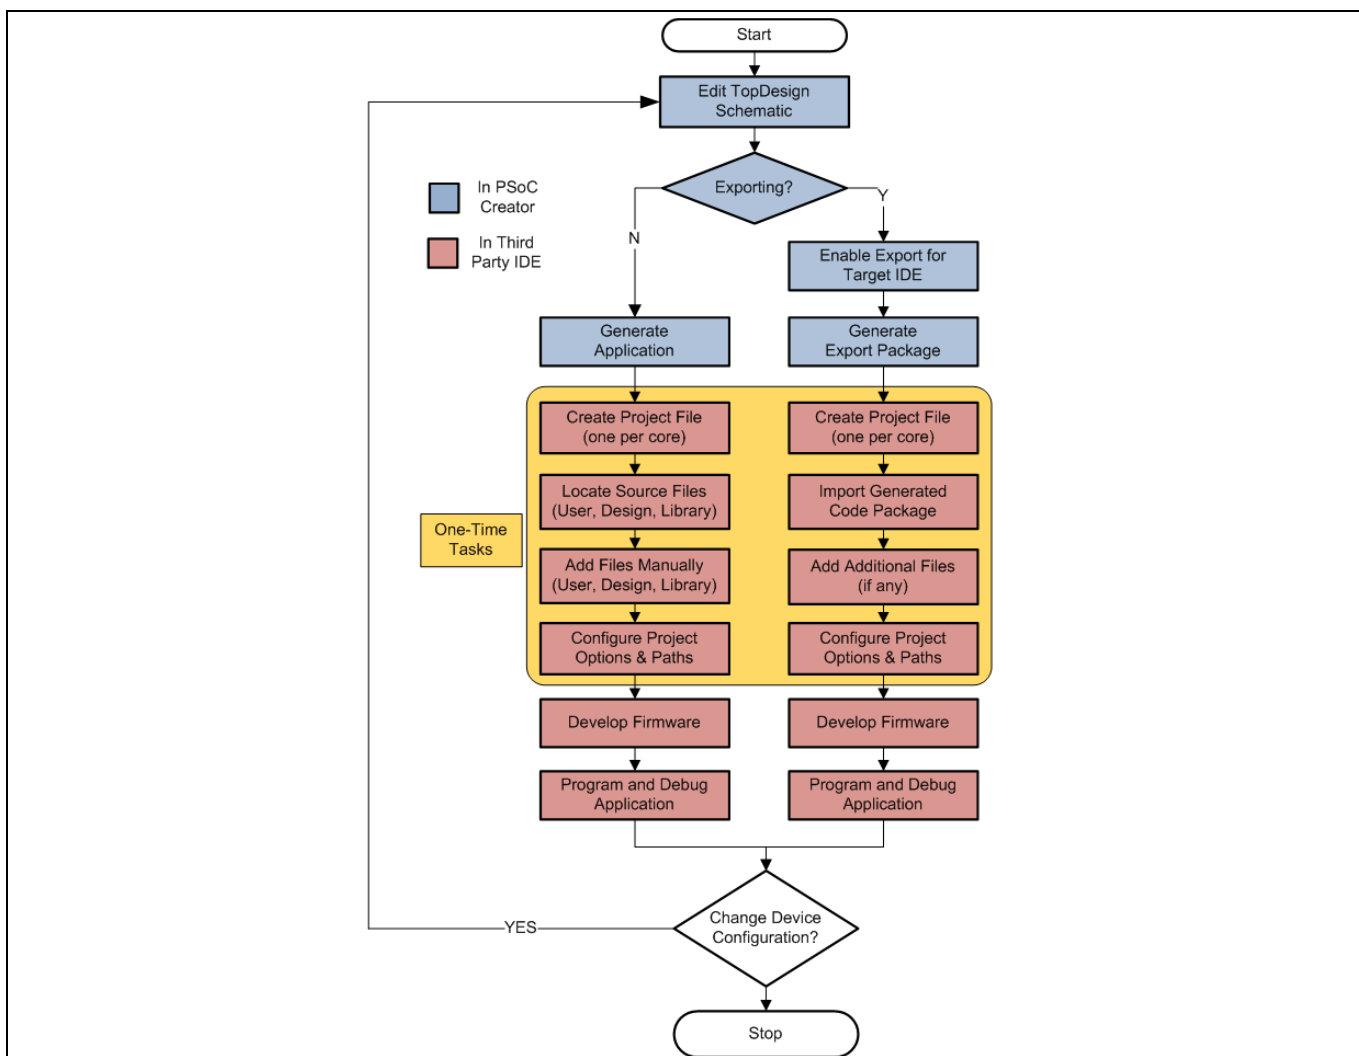 Start
Edit TopDesign
Schematic
Exporting?
In PSoC
Creator
In Third
Party IDE
N
Y
Enable Export for
Target IDE
Generate
Application
Generate
Export Package
One-Time
Tasks
Create Project File
(one per core)
Locate Source Files
(User, Design, Library)
Add Files Manually
(User, Design, Library)
Configure Project
Options & Paths
Develop Firmware
Program and Debug
Application
Create Project File
(one per core)
Import Generated
Code Package
Add Additional Files
(if any)
Configure Project
Options & Paths
Develop Firmware
Program and Debug
Application
Change Device
Configuration?
YES
Stop